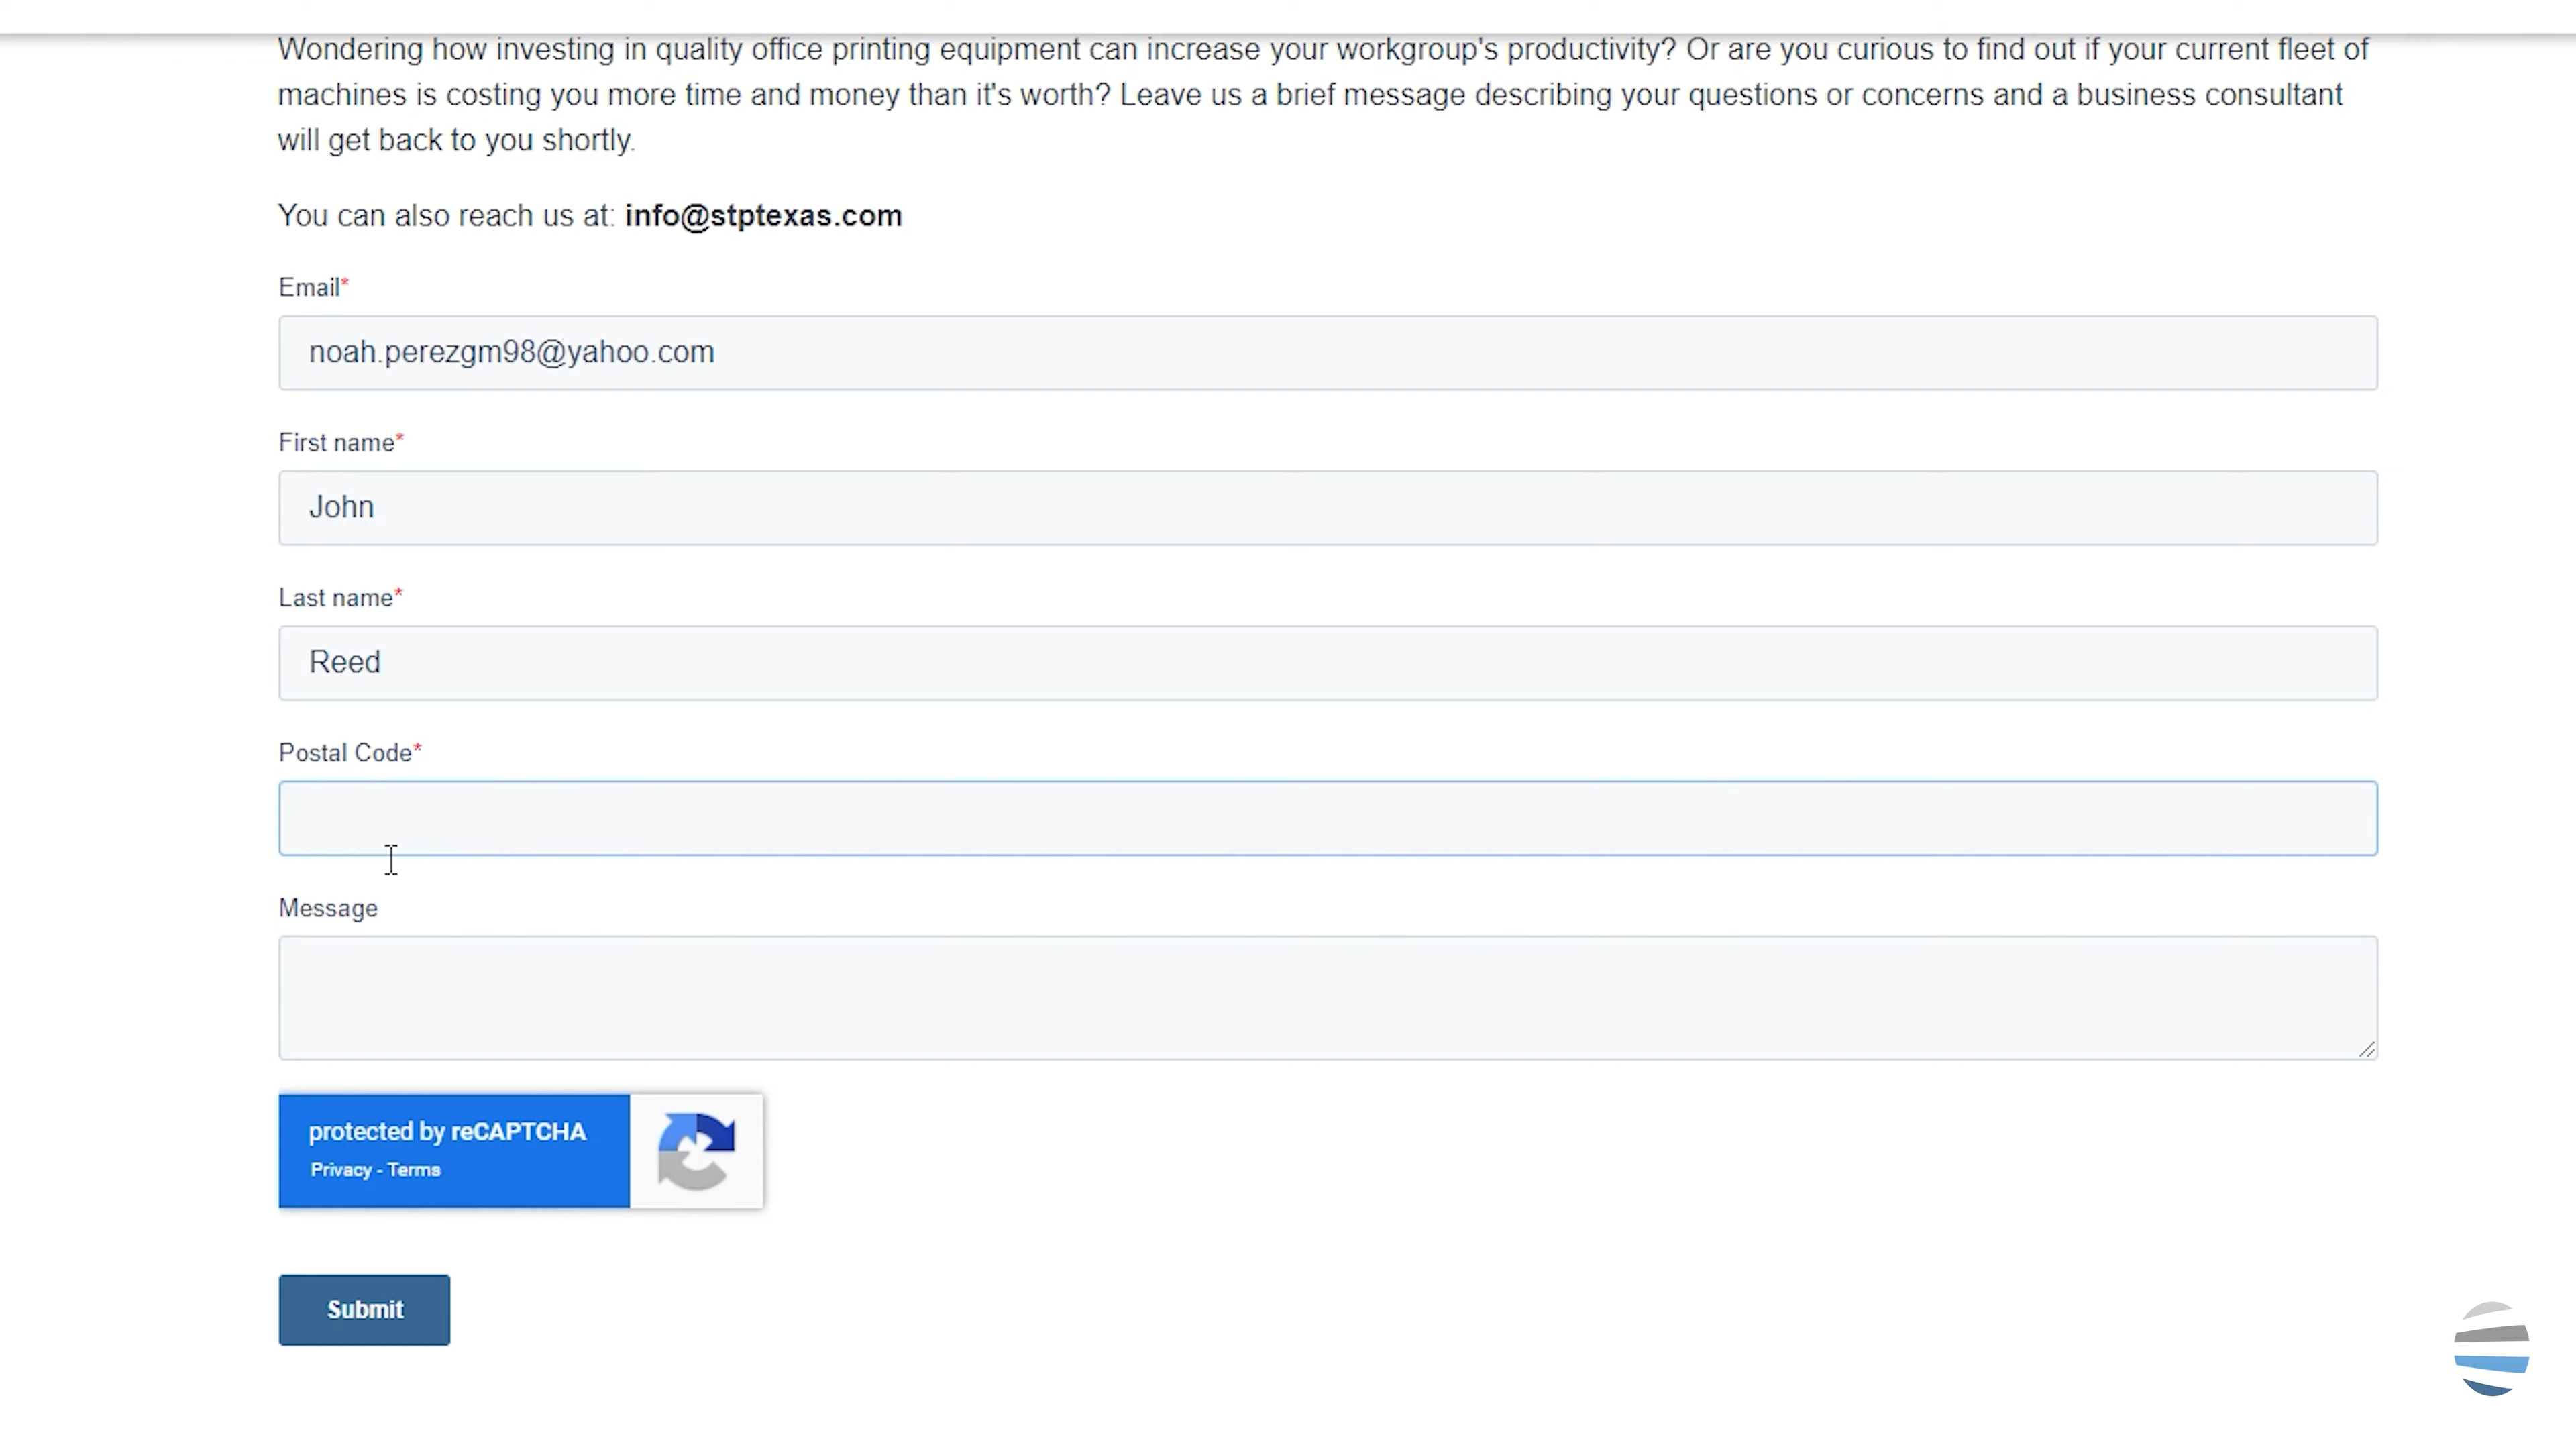 Wondering how investing in quality office printing equipment can increase your workgroup's productivity? Or are you curious to find out if your current fleet of
machines is costing you more time and money than it's worth? Leave us a brief message describing your questions or concerns and a business consultant
will get back to you shortly.
You can also reach us at: info@stptexas.com
Email*
noah.perezgm98@yahoo.com
First name*
John
Last name*
Reed
Postal Code*
Message
protected by reCAPTCHA
Privacy - Terms
Submit